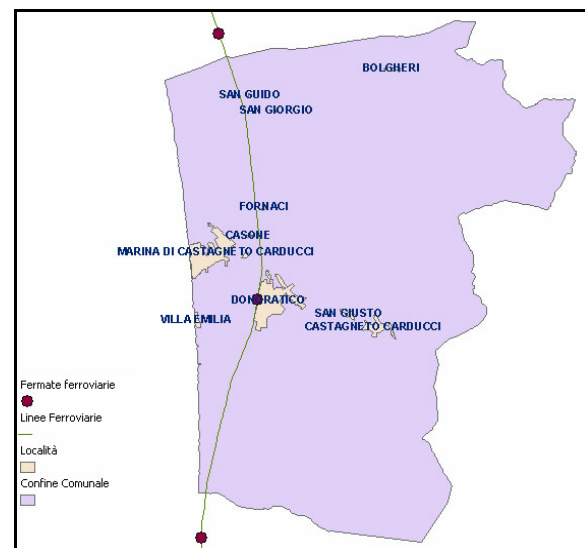 BOLGHERI
SAN GUIDO
SAN GIORGIO
FORNACI
CASONE
MARINA DI CASTAGNETO CARDUCCI
DONORATICO
VILLA EMILIA
SAN GIUSTO
CASTAGNETO CARDUCCI
Fermate ferroviarie
Linee Ferroviarie
Località
Confine Comunale